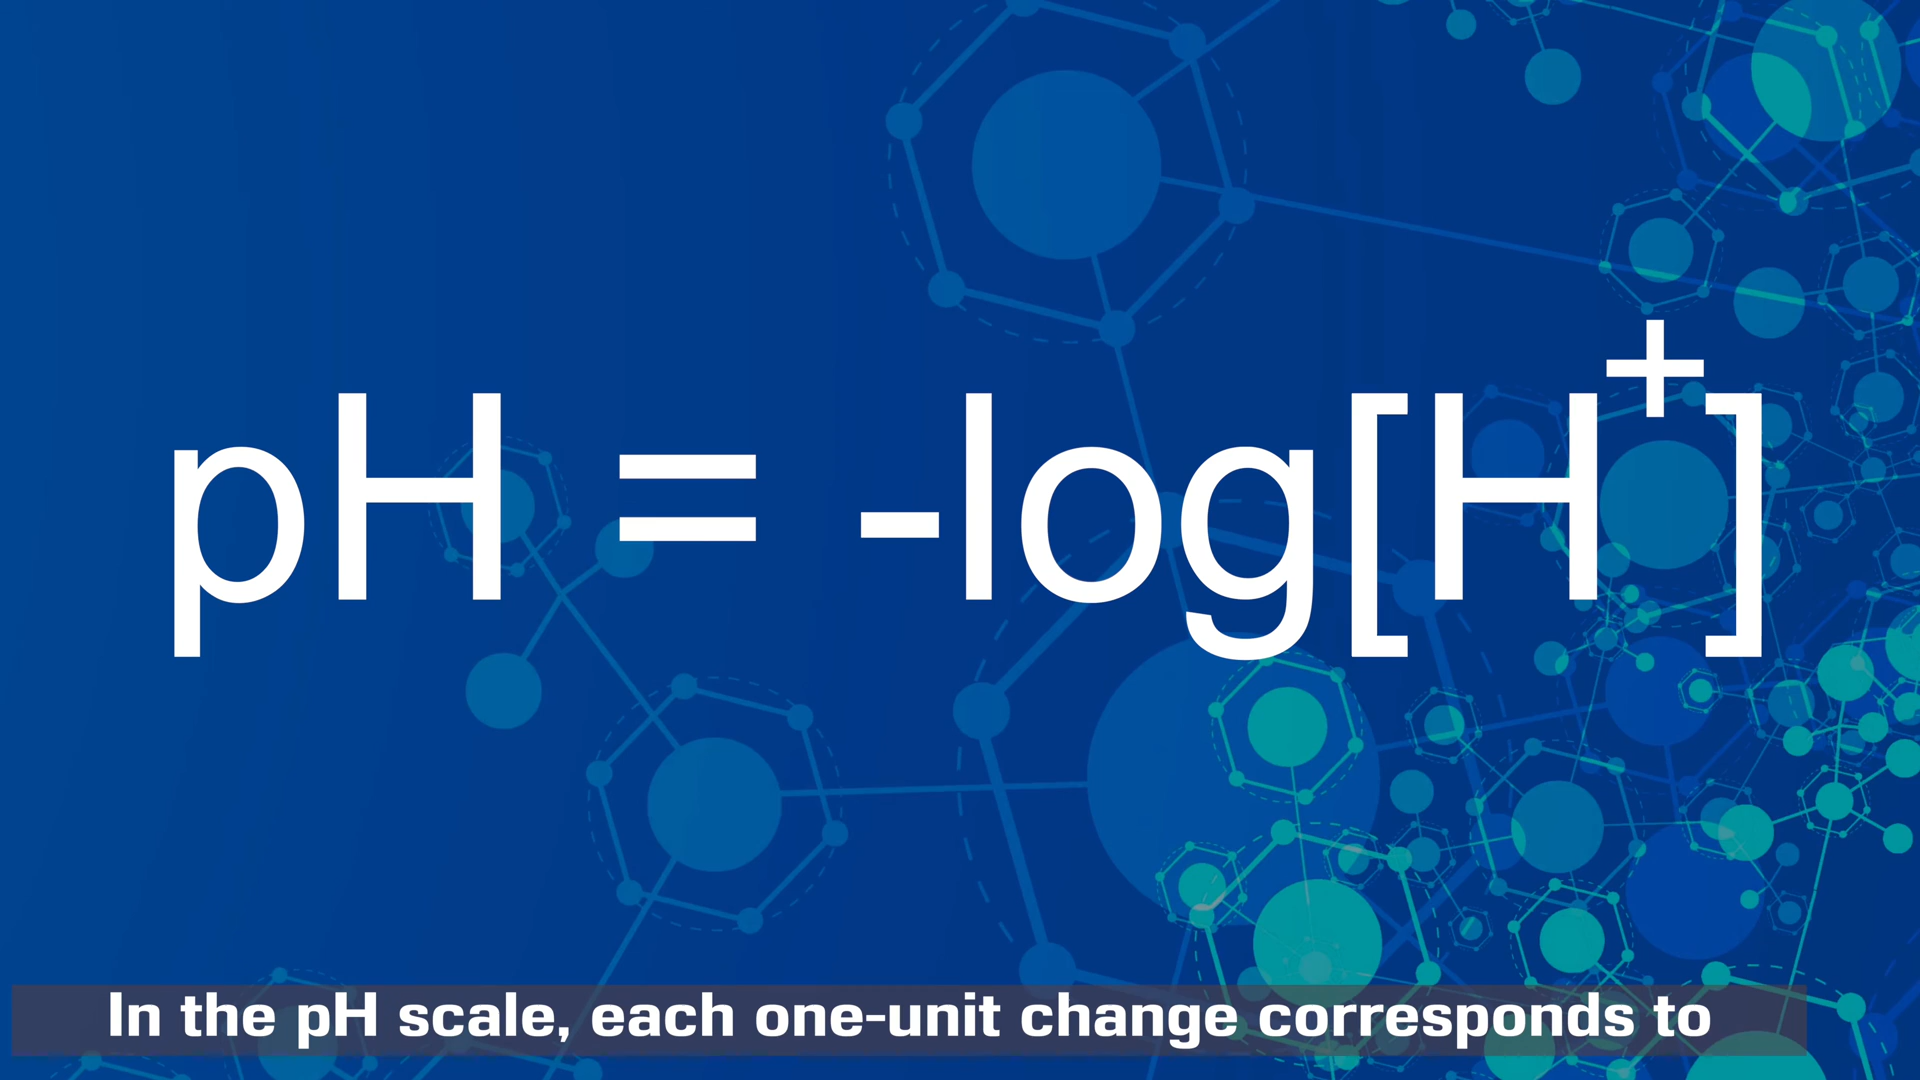 pH = -log[H⁺]
In the pH scale, each one-unit change corresponds to